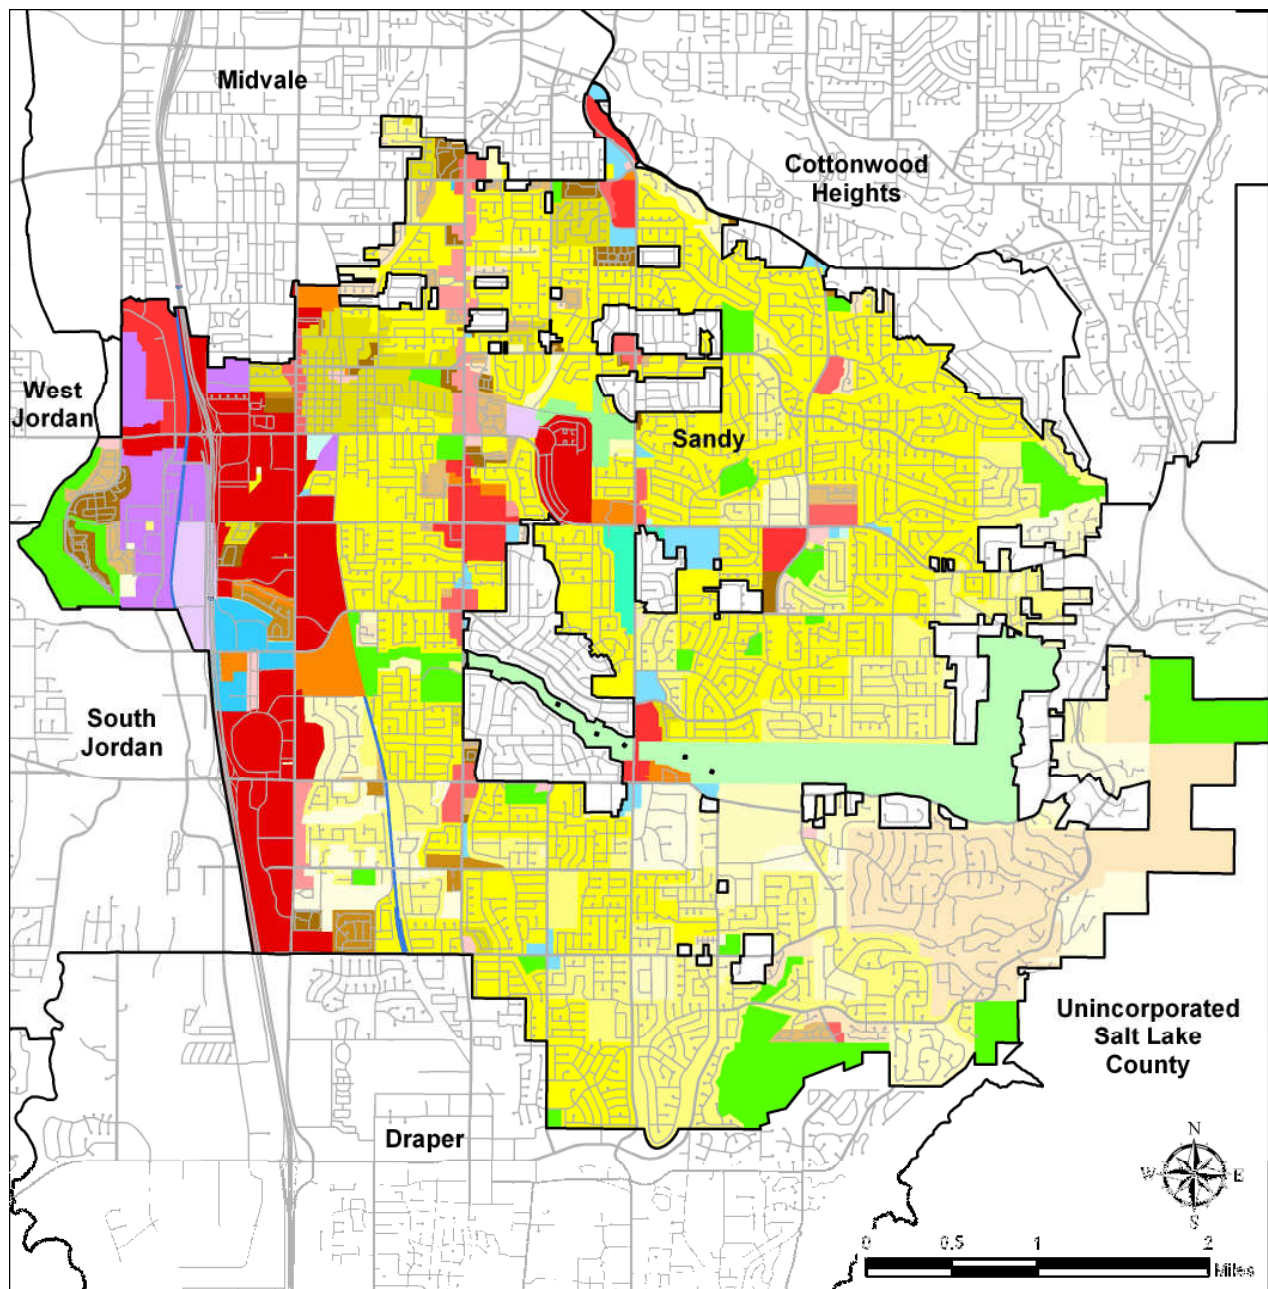 Midvale
Cottonwood
Heights
West
Jordan
Sandy
South
Jordan
Unincorporated
Salt Lake
County
Draper
N
W
E
S
0
0.5
1
2
Miles